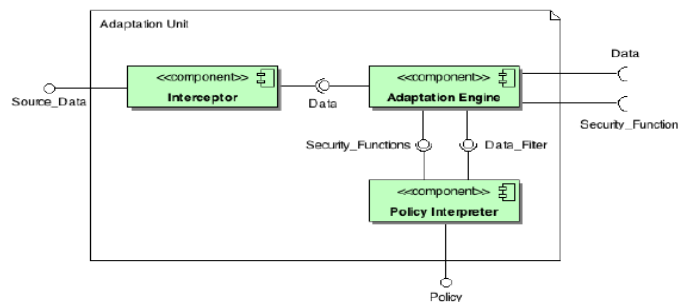 Adaptation Unit
<<component>>
Interceptor
<<component>>
Adaptation Engine
Data
Source_Data
Data
Security_Function
Security_Functions
Data_Filter
<<component>>
Policy Interpreter
Policy